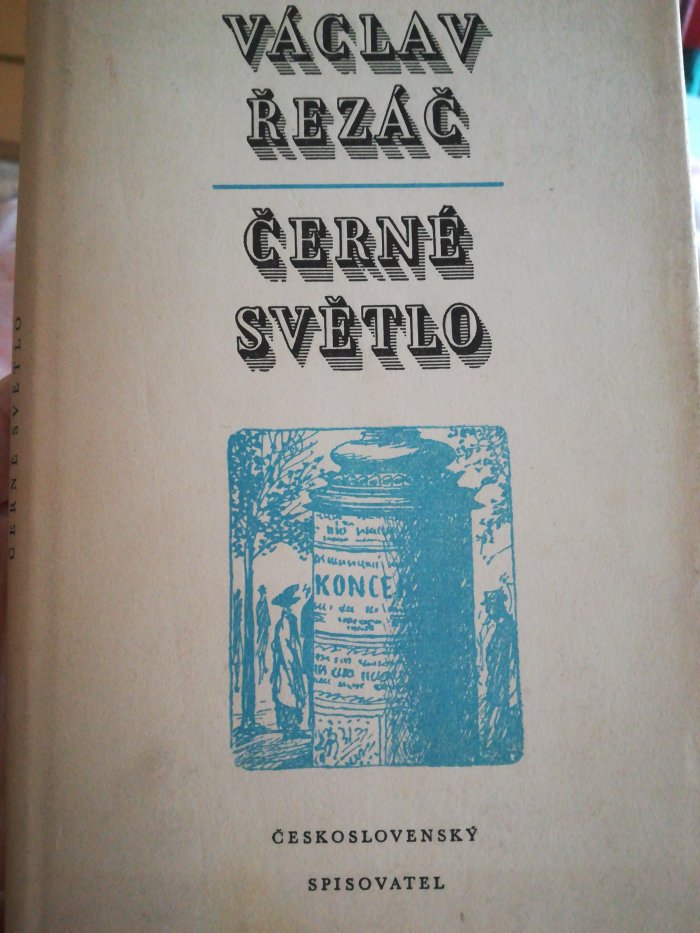 VÁCLAV
ŘEZÁČ
ČERNÉ
SVĚTLO
KONCE
ČESKOSLOVENSKÝ
SPISOVATEL
ČERNÉ SVĚTLO